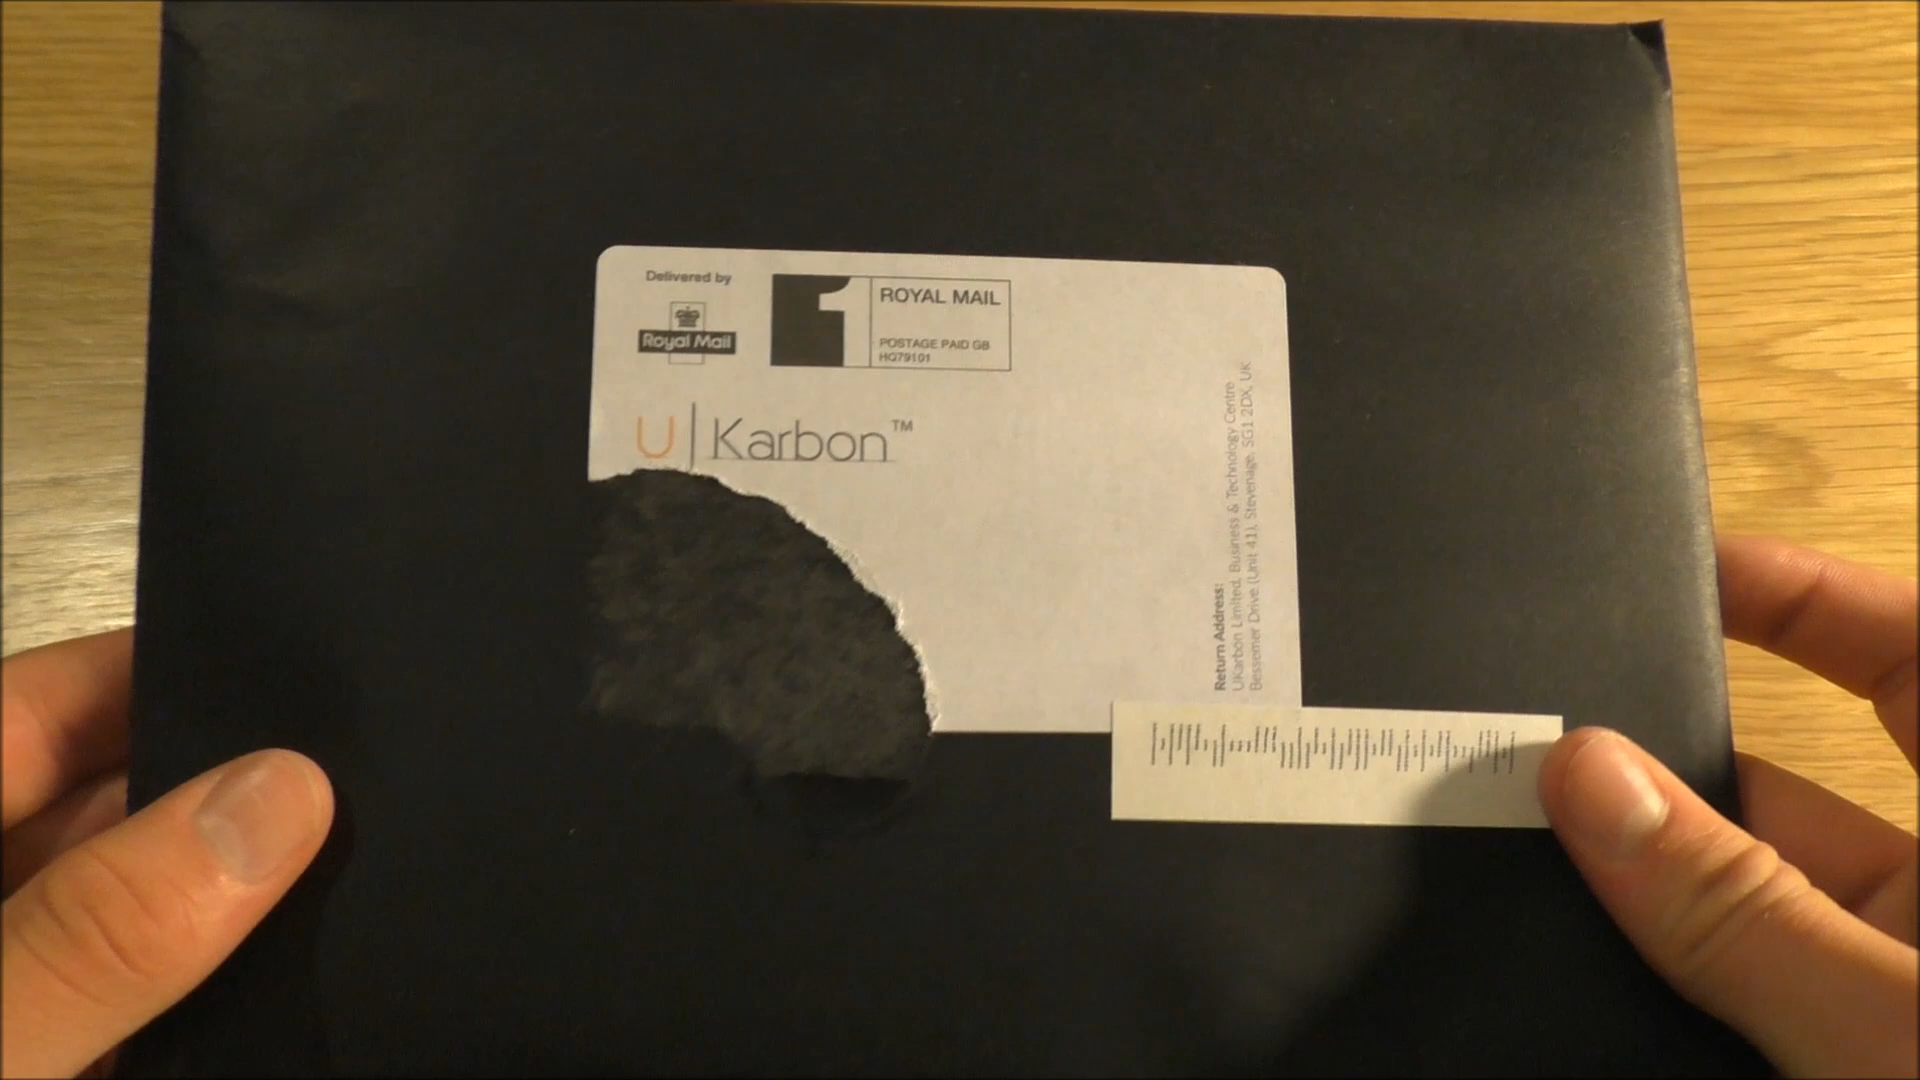 Delivered by
Royal Mail
1
ROYAL MAIL
POSTAGE PAID GB
HQ79101
U | Karbon™
Return Address:
UKarbon Limited, Business & Technology Centre
Bessemer Drive, (Unit 41), Stevenage, SG1 2DX, UK